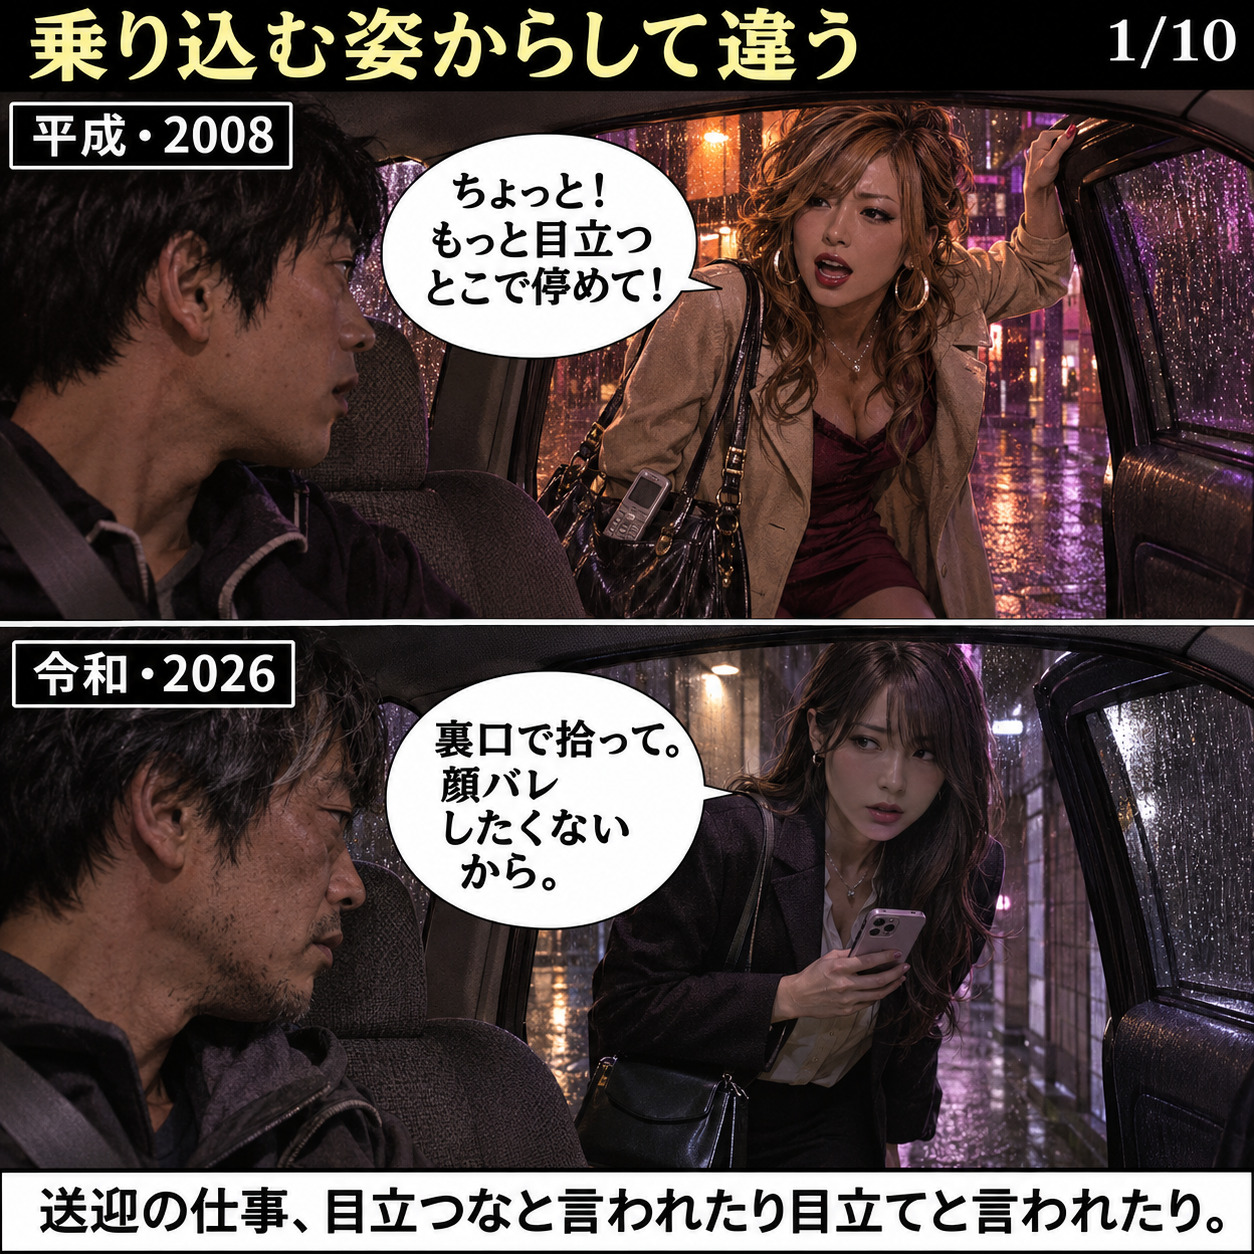 乗り込む姿からして違う
1/10
平成・2008
ちょっと！
もっと目立つ
とこで停めて！
令和・2026
裏口で拾って。
顔バレ
したくない
から。
送迎の仕事、目立つなと言われたり目立てと言われたり。